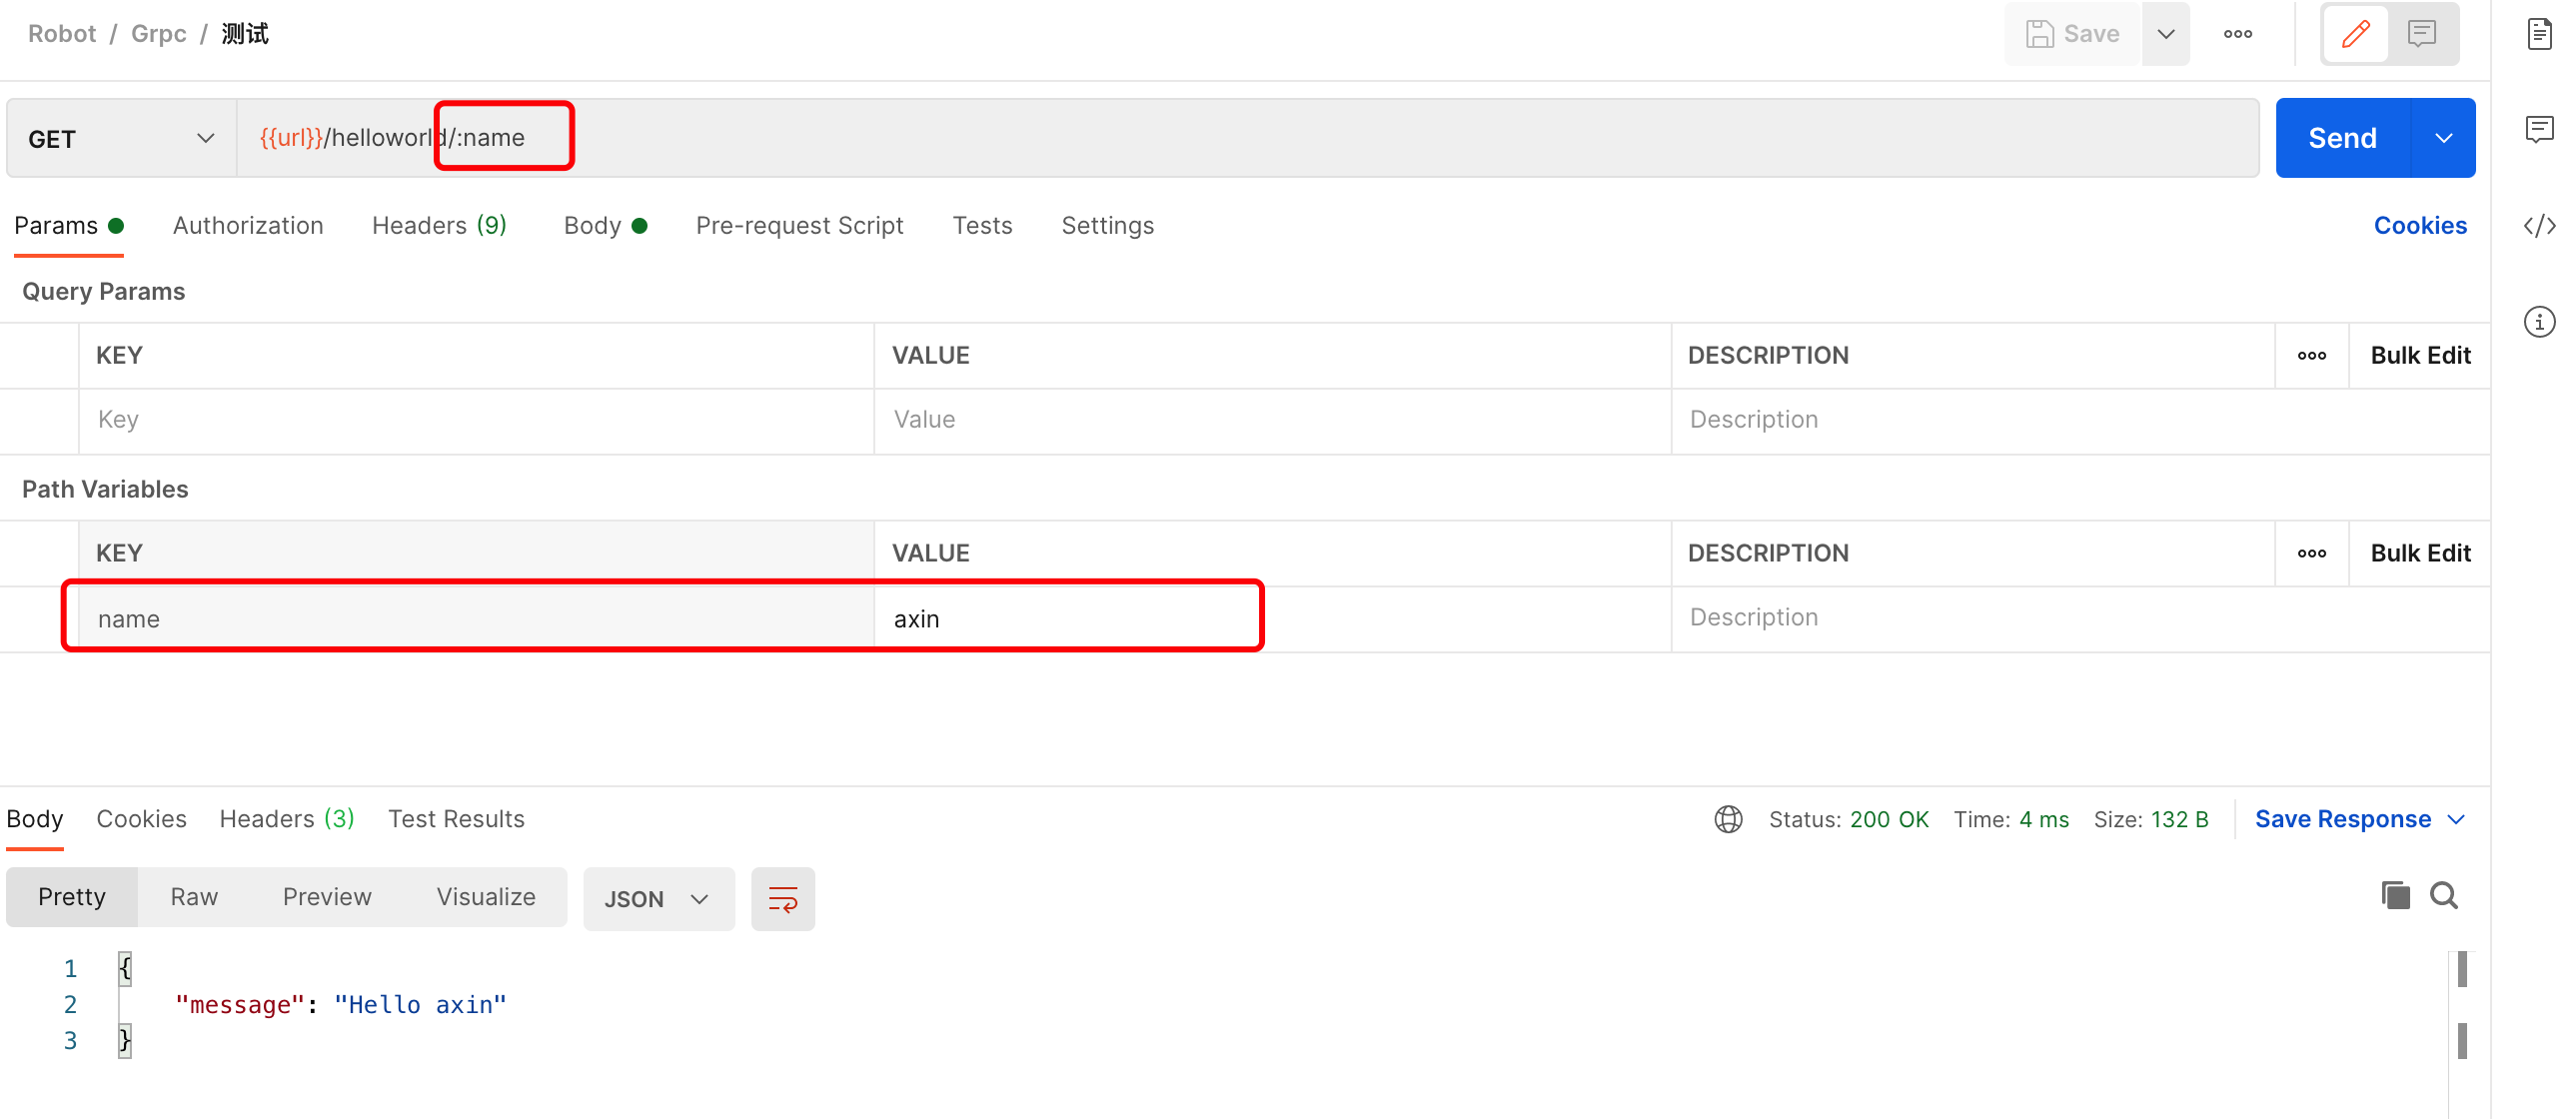 Robot / Grpc / 测试
Save
GET
{{url}}/helloworld/:name
Send
Params
Authorization
Headers (9)
Body
Pre-request Script
Tests
Settings
Cookies
Query Params
KEY VALUE DESCRIPTION Bulk Edit
Key Value Description
Path Variables
KEY VALUE DESCRIPTION Bulk Edit
name axin Description
Body Cookies Headers (3) Test Results
Status: 200 OK Time: 4 ms Size: 132 B Save Response
Pretty Raw Preview Visualize JSON
1 {
2 "message": "Hello axin"
3 }